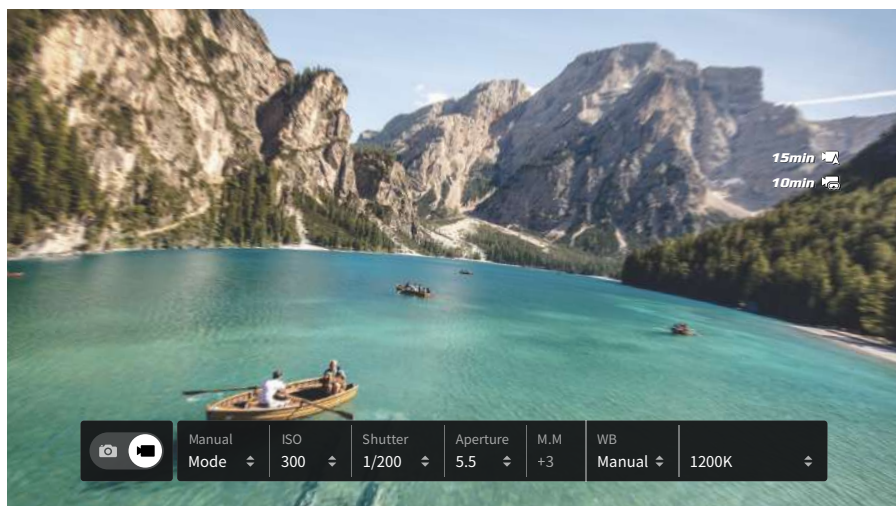 15min
10min
Manual ISO Shutter Aperture M.M WB
Mode 300 1/200 5.5 +3 Manual 1200K